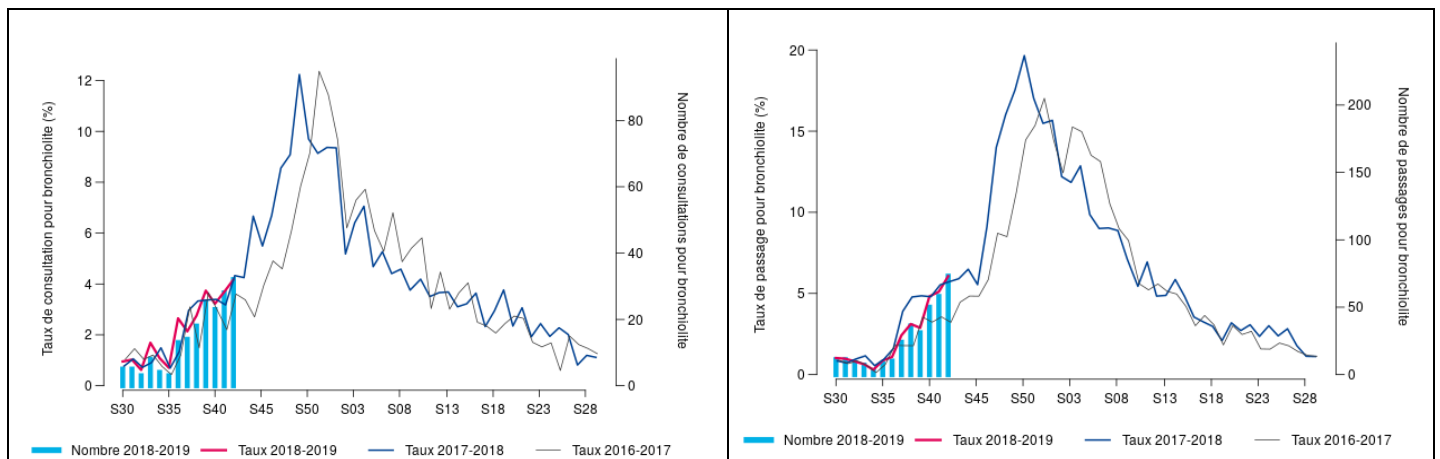 Taux de consultation pour bronchiolite (%)
12
10
8
6
4
2
0
S30 S35 S40 S45 S50 S03 S08 S13 S18 S23 S28
80
60
40
20
0
Nombre de consultations pour bronchiolite
Nombre 2018-2019 Taux 2018-2019 Taux 2017-2018 Taux 2016-2017
Taux de passage pour bronchiolite (%)
20
15
10
5
0
S30 S35 S40 S45 S50 S03 S08 S13 S18 S23 S28
200
150
100
50
0
Nombre de passages pour bronchiolite
Nombre 2018-2019 Taux 2018-2019 Taux 2017-2018 Taux 2016-2017